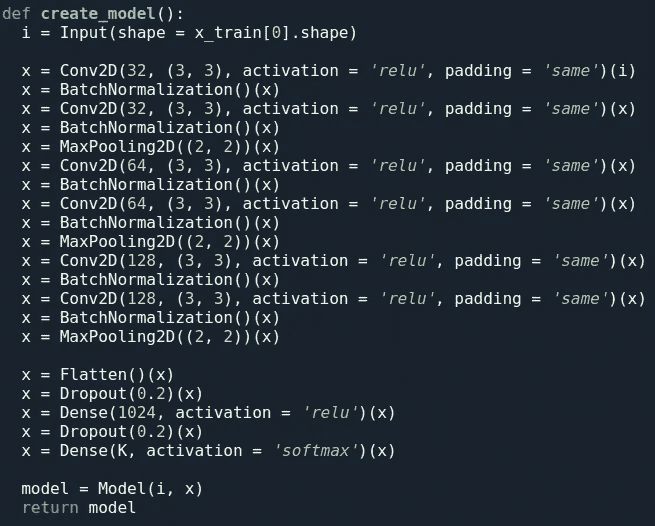 def create_model():
  i = Input(shape = x_train[0].shape)

  x = Conv2D(32, (3, 3), activation = 'relu', padding = 'same')(i)
  x = BatchNormalization()(x)
  x = Conv2D(32, (3, 3), activation = 'relu', padding = 'same')(x)
  x = BatchNormalization()(x)
  x = MaxPooling2D((2, 2))(x)
  x = Conv2D(64, (3, 3), activation = 'relu', padding = 'same')(x)
  x = BatchNormalization()(x)
  x = Conv2D(64, (3, 3), activation = 'relu', padding = 'same')(x)
  x = BatchNormalization()(x)
  x = MaxPooling2D((2, 2))(x)
  x = Conv2D(128, (3, 3), activation = 'relu', padding = 'same')(x)
  x = BatchNormalization()(x)
  x = Conv2D(128, (3, 3), activation = 'relu', padding = 'same')(x)
  x = BatchNormalization()(x)
  x = MaxPooling2D((2, 2))(x)

  x = Flatten()(x)
  x = Dropout(0.2)(x)
  x = Dense(1024, activation = 'relu')(x)
  x = Dropout(0.2)(x)
  x = Dense(K, activation = 'softmax')(x)

  model = Model(i, x)
  return model